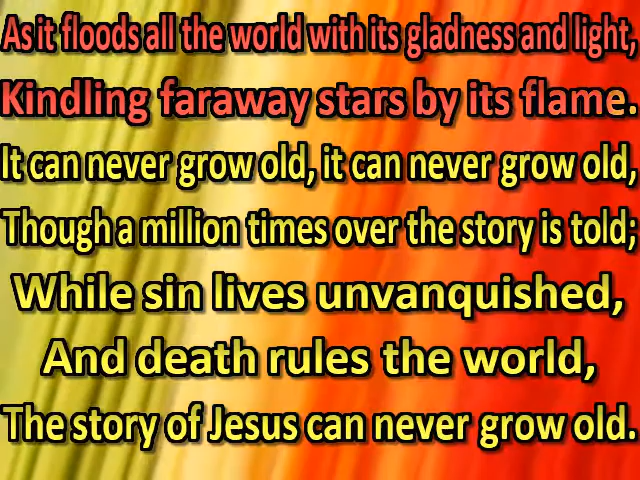 As it floods all the world with its gladness and light,
Kindling faraway stars by its flame.
It can never grow old, it can never grow old,
Though a million times over the story is told;
While sin lives unvanquished,
And death rules the world,
The story of Jesus can never grow old.